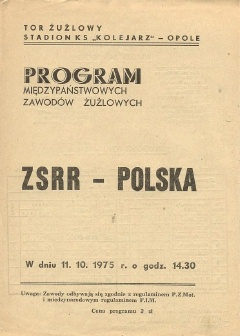 TOR ŻUŻLOWY
STADION KS „KOLEJARZ” - OPOLE
PROGRAM
MIĘDZYPAŃSTWOWYCH
ZAWODÓW ŻUŻLOWYCH
ZSRR - POLSKA
W dniu 11. 10. 1975 r. o godz. 14.30
Uwaga: Zawody odbywają się zgodnie z regulaminem P.Z.Mot.
i międzynarodowym regulaminem F.I.M.
Cena programu 3 zł